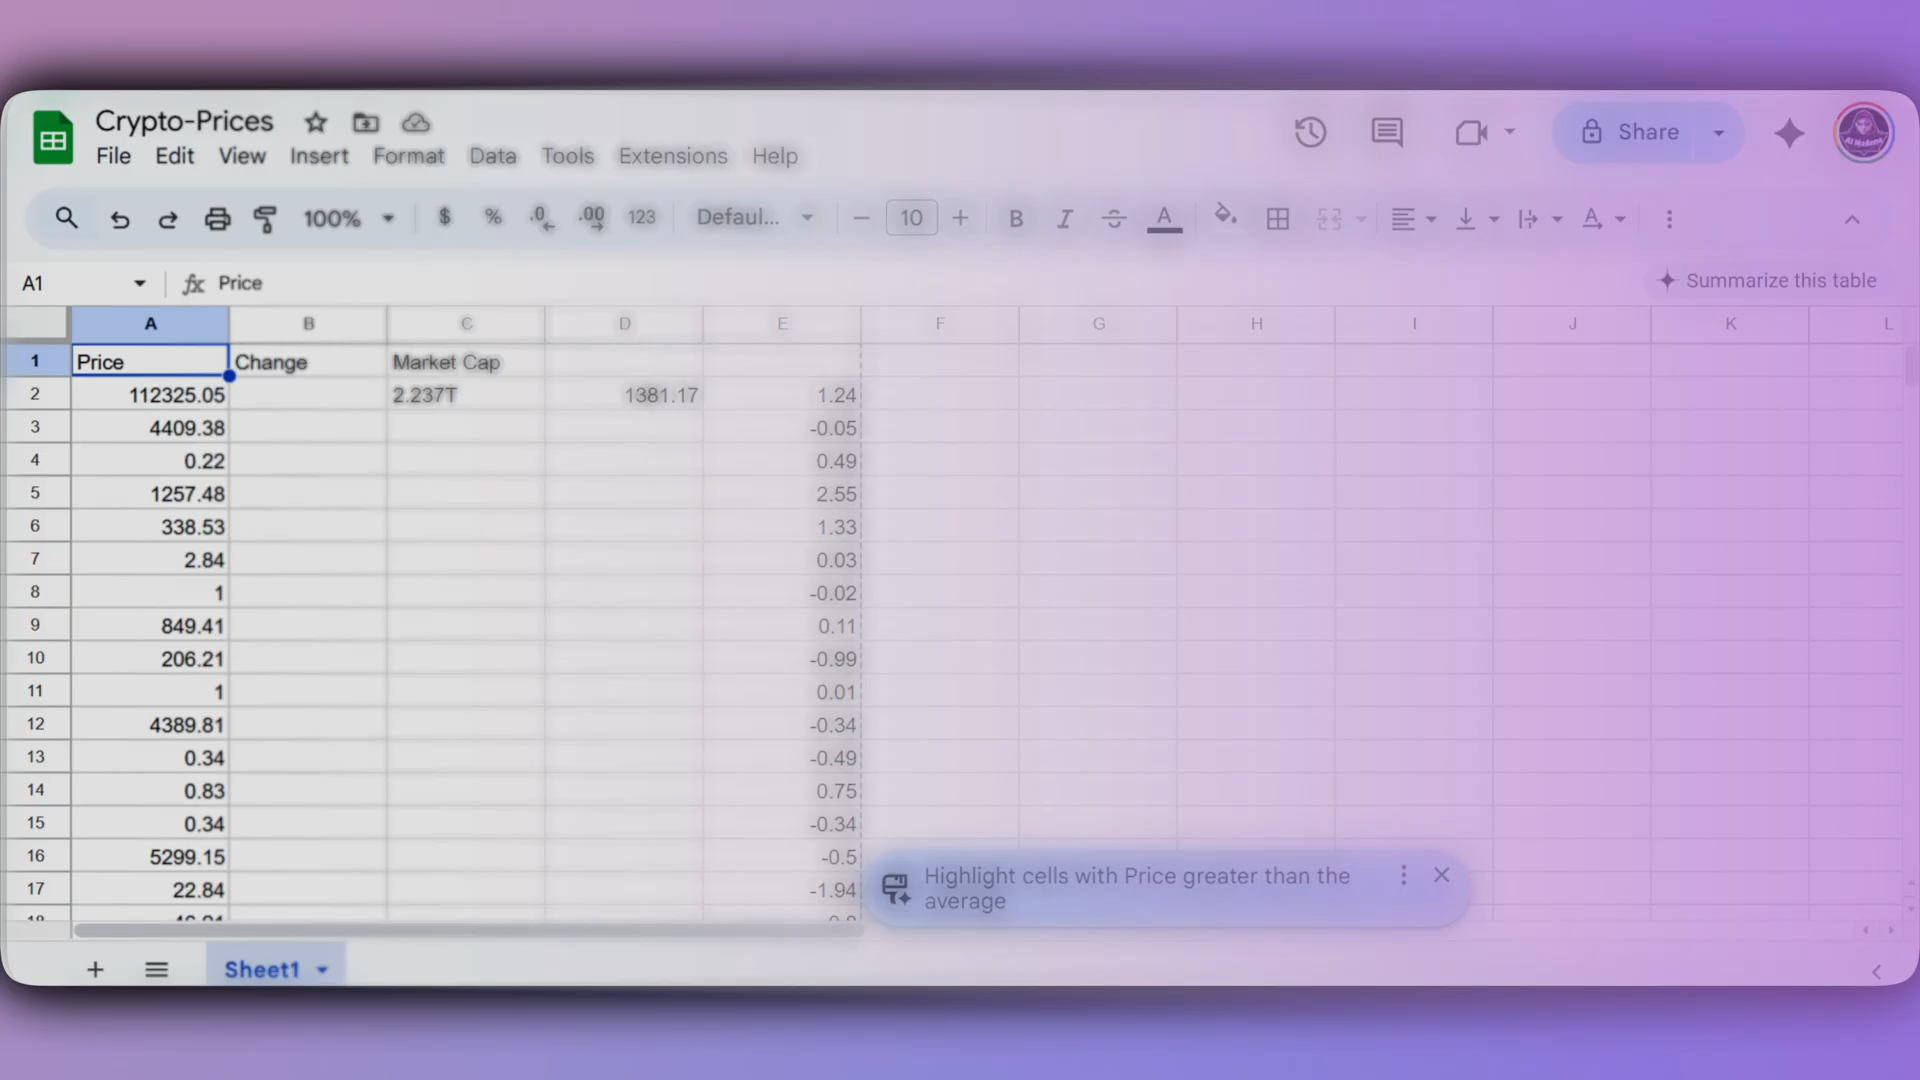 Crypto-Prices
File Edit View Insert Format Data Tools Extensions Help
Share
100% $ % .0 .00 123 Defaul... 10 B I S A A
A1 fx Price
Summarize this table
A B C D E F G H I J K L
1 Price Change Market Cap
2 112325.05 2.237T 1381.17 1.24
3 4409.38 -0.05
4 0.22 0.49
5 1257.48 2.55
6 338.53 1.33
7 2.84 0.03
8 1 -0.02
9 849.41 0.11
10 206.21 -0.99
11 1 0.01
12 4389.81 -0.34
13 0.34 -0.49
14 0.83 0.75
15 0.34 -0.34
16 5299.15 -0.5
17 22.84 -1.94
Highlight cells with Price greater than the
average
Sheet1